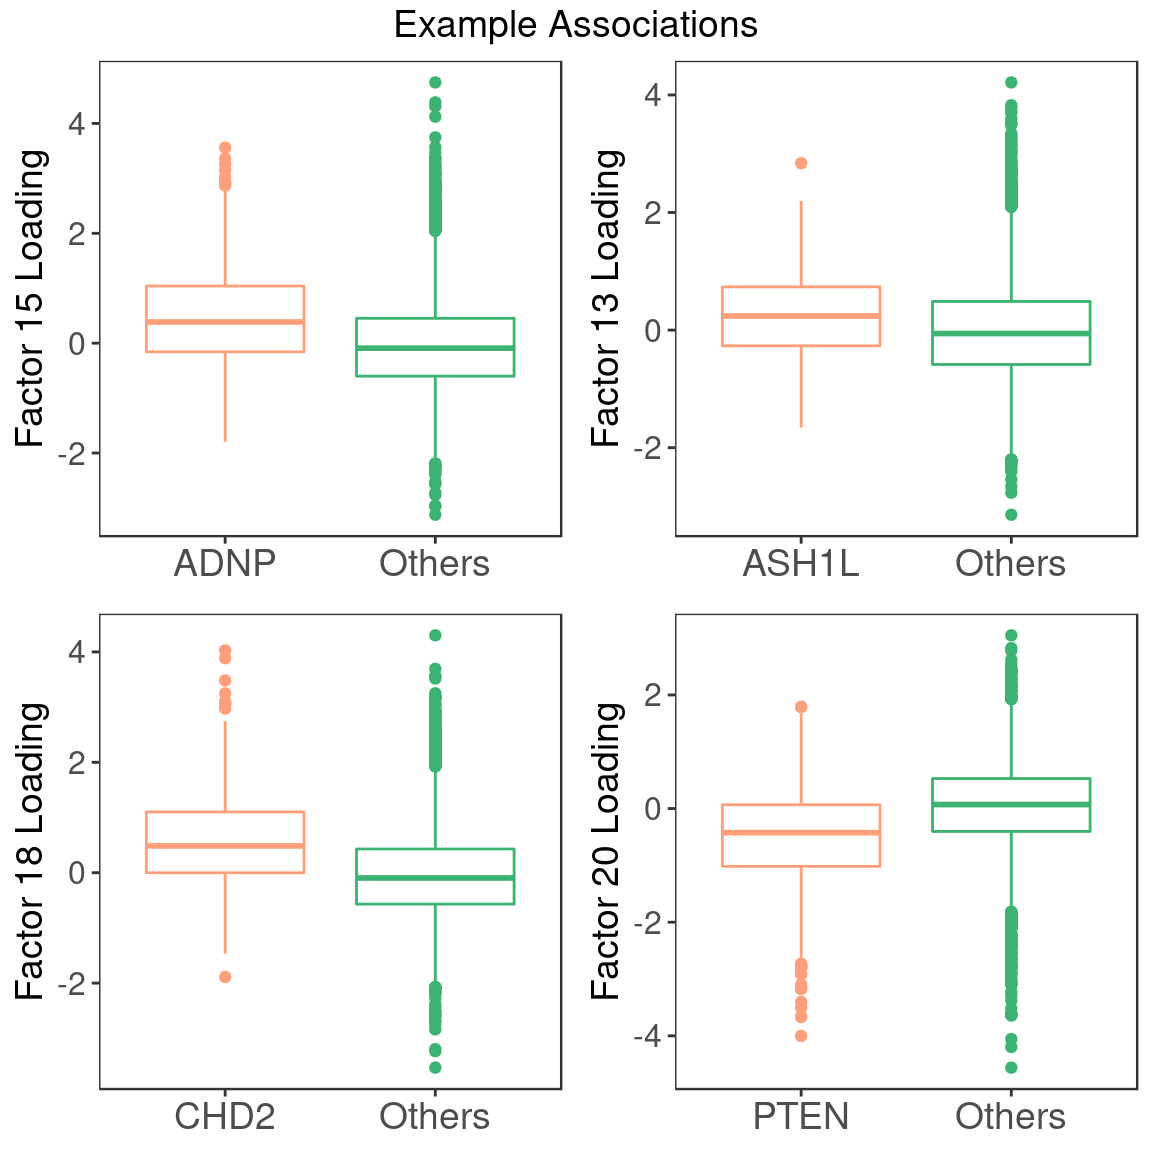 Example Associations
Factor 15 Loading
4
2
0
-2
ADNP Others
Factor 13 Loading
4
2
0
-2
ASH1L Others
Factor 18 Loading
4
2
0
-2
CHD2 Others
Factor 20 Loading
2
0
-2
-4
PTEN Others